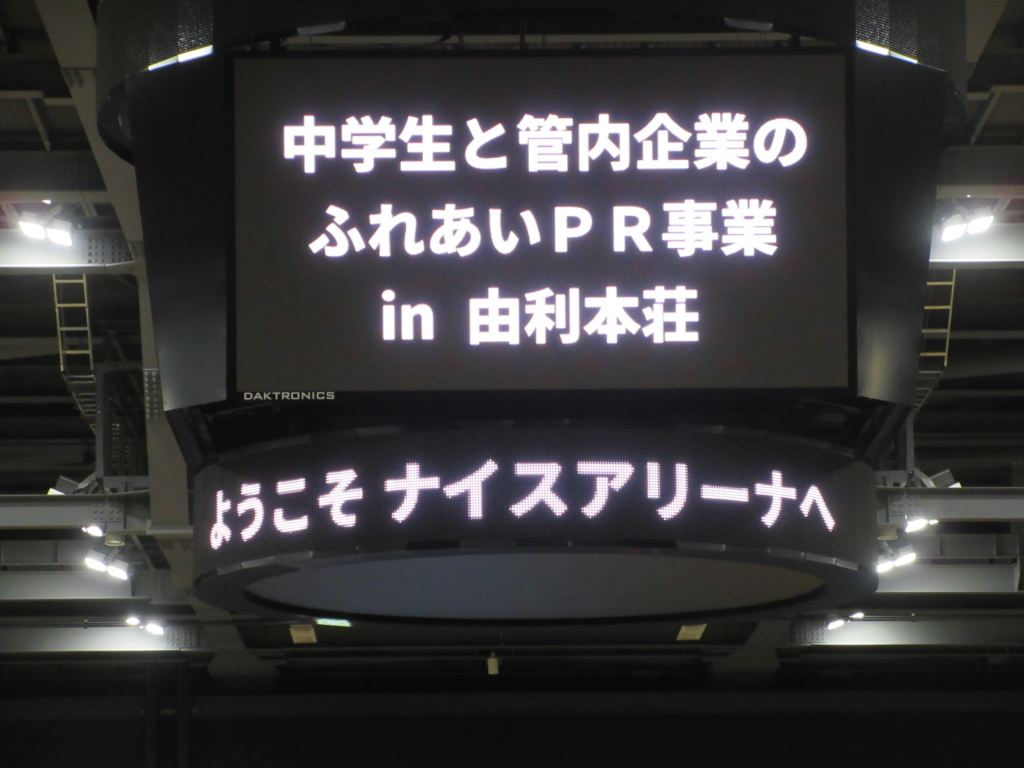 中学生と管内企業の
ふれあいＰＲ事業
in 由利本荘
DAKTRONICS
ようこそ ナイスアリーナへ